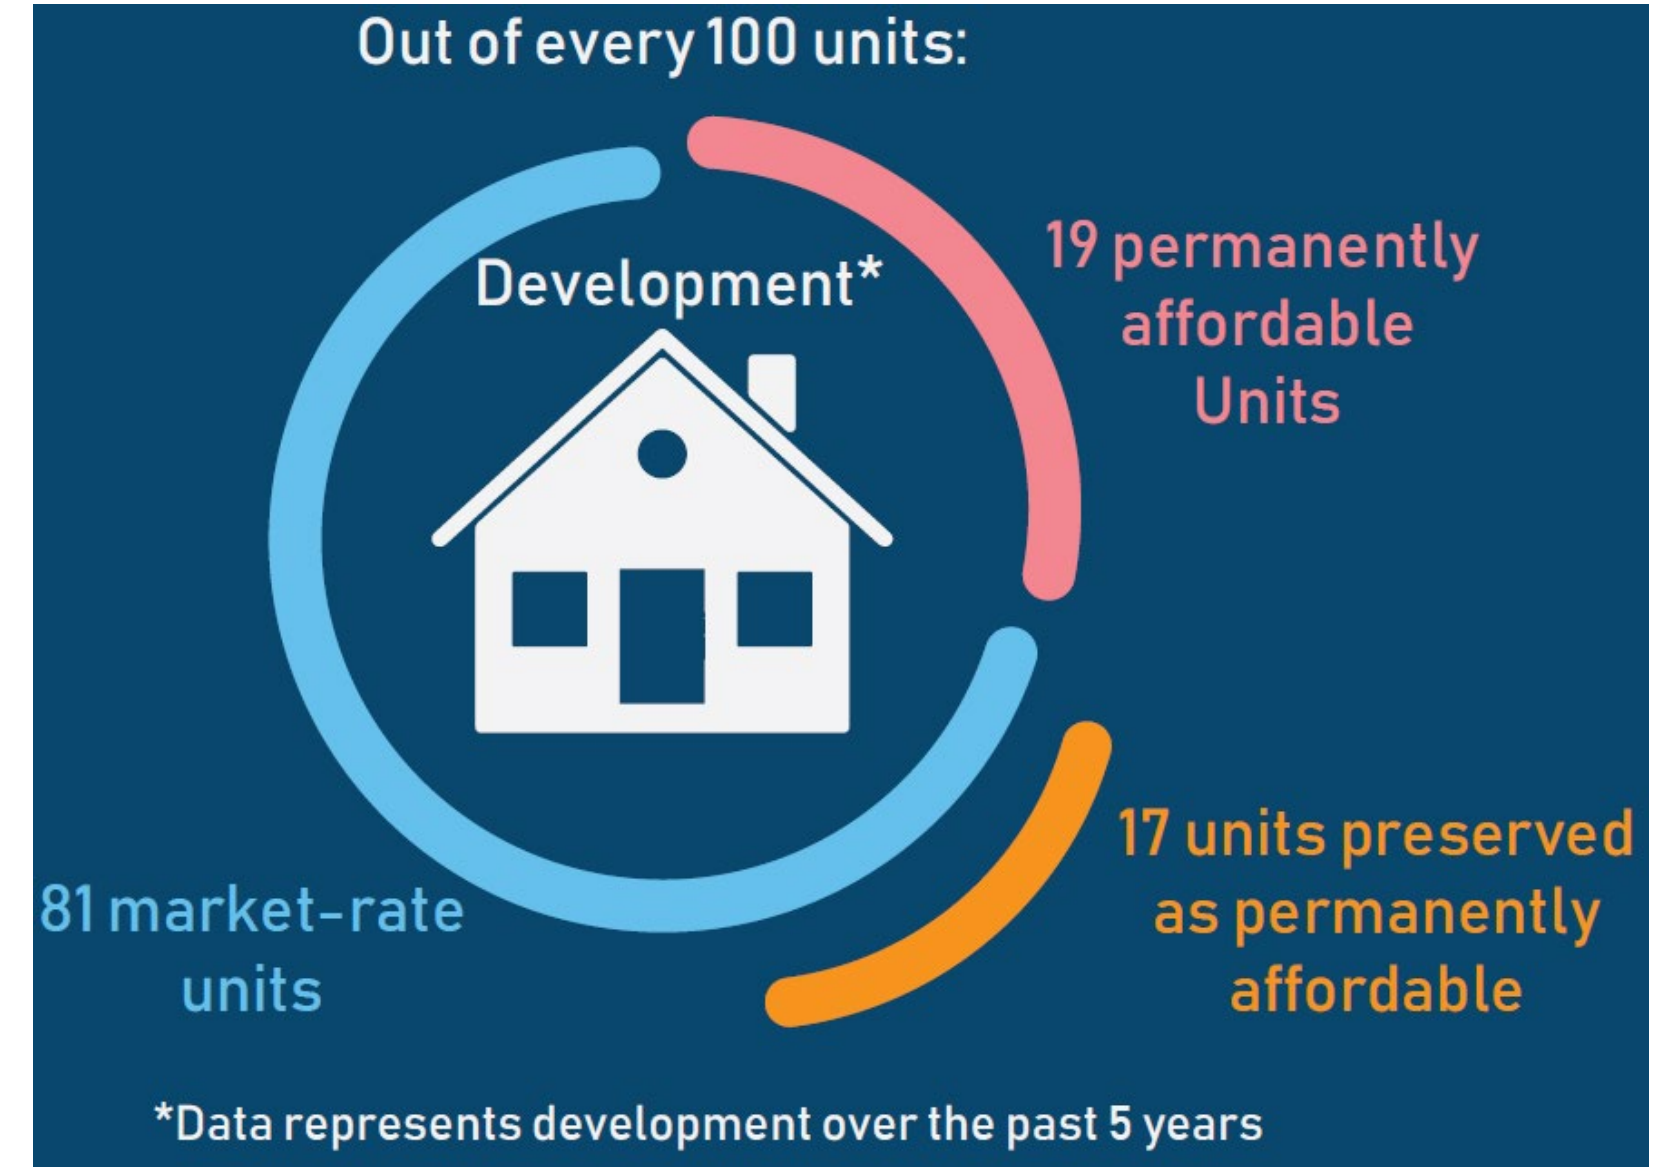 Out of every 100 units:
Development*
19 permanently
affordable
Units
81 market-rate
units
17 units preserved
as permanently
affordable
*Data represents development over the past 5 years